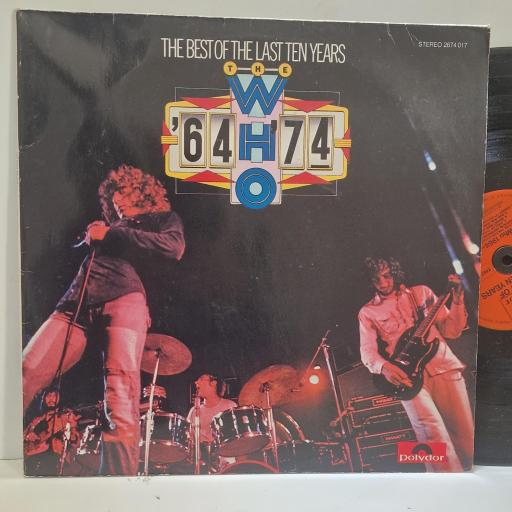 THE BEST OF THE LAST TEN YEARS
STEREO 2674 017
THE
WHO
'64 '74
polydor